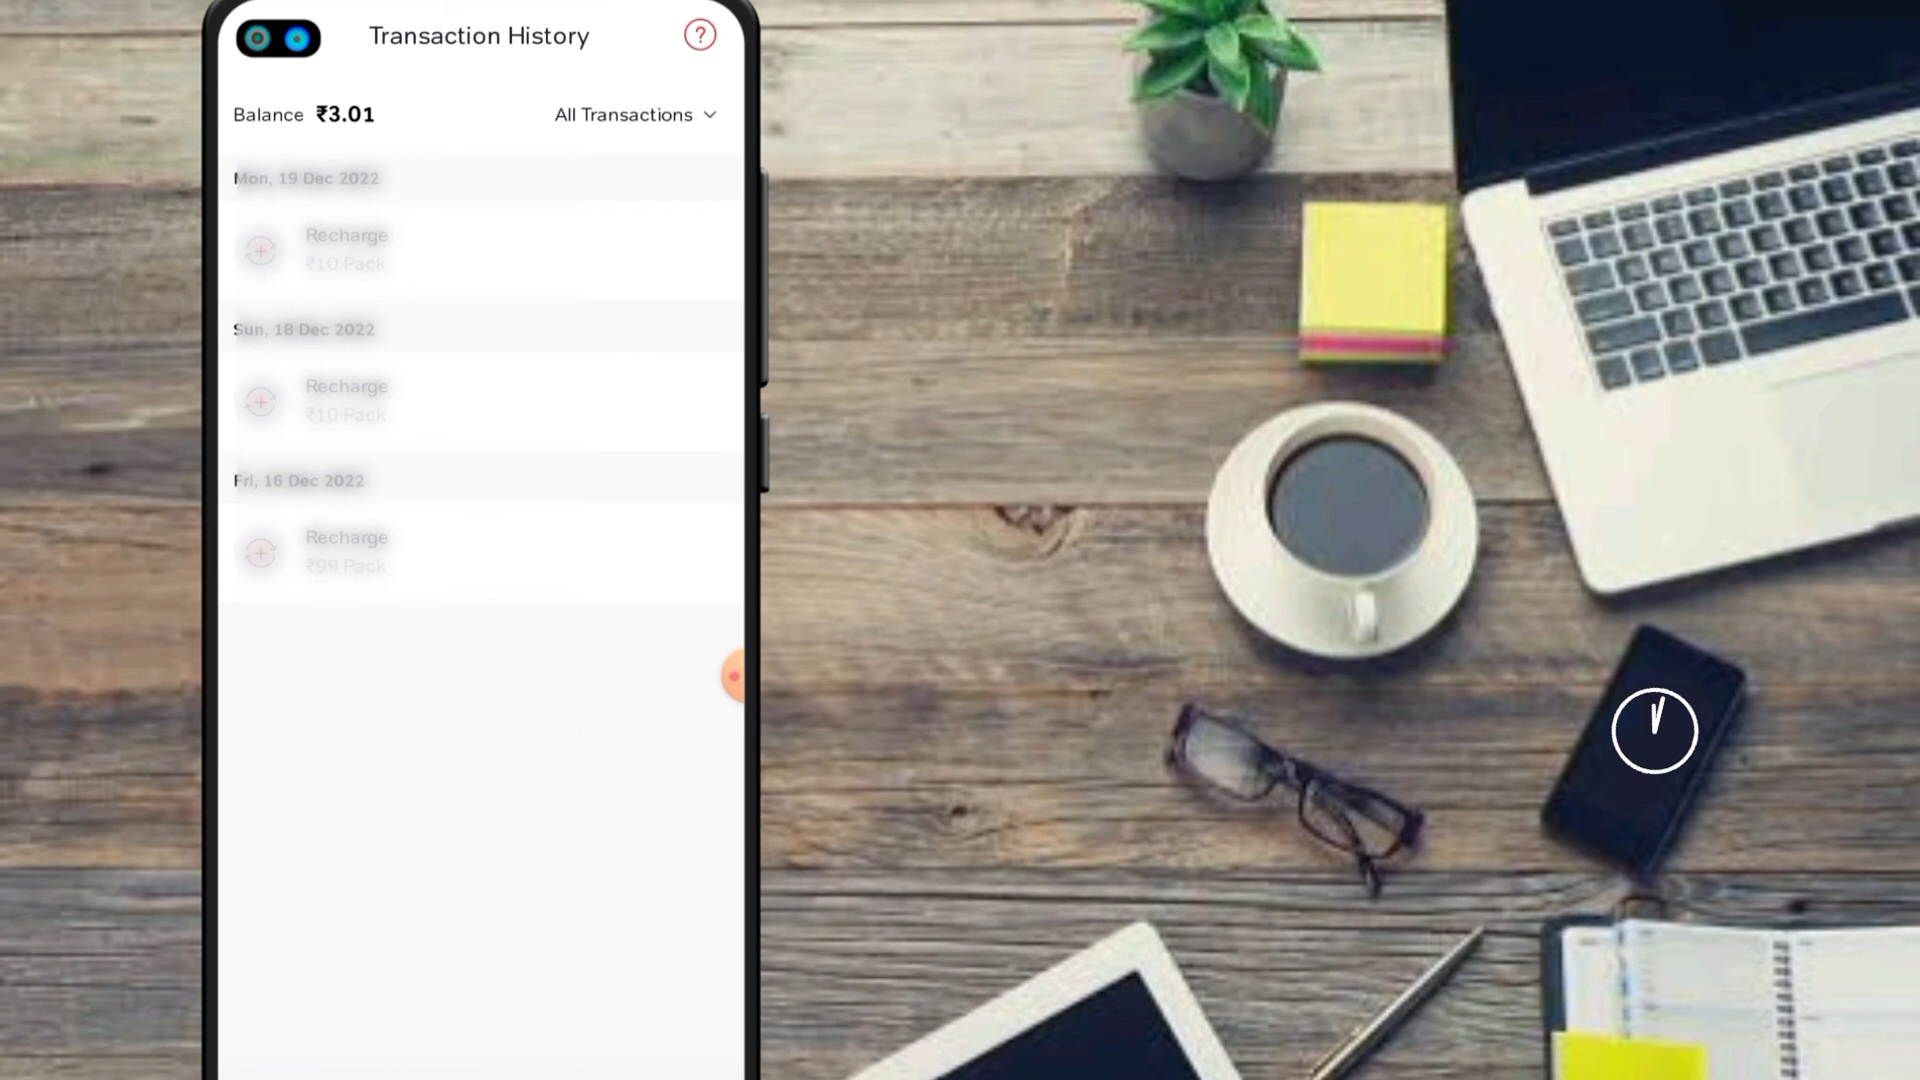 Transaction History
?
Balance ₹3.01
All Transactions
Mon, 19 Dec 2022
Recharge
₹10 Pack
Sun, 18 Dec 2022
Recharge
₹10 Pack
Fri, 16 Dec 2022
Recharge
₹99 Pack